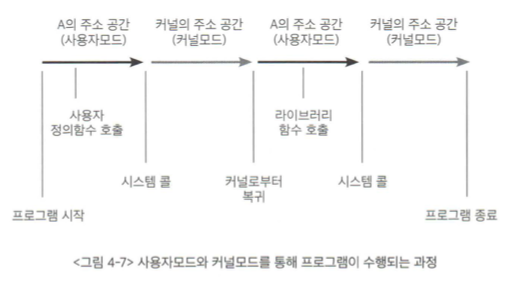 A의 주소 공간
(사용자모드)
커널의 주소 공간
(커널모드)
A의 주소 공간
(사용자모드)
커널의 주소 공간
(커널모드)
사용자
정의함수 호출
라이브러리
함수 호출
시스템 콜
커널로부터
복귀
시스템 콜
프로그램 시작
프로그램 종료
<그림 4-7> 사용자모드와 커널모드를 통해 프로그램이 수행되는 과정